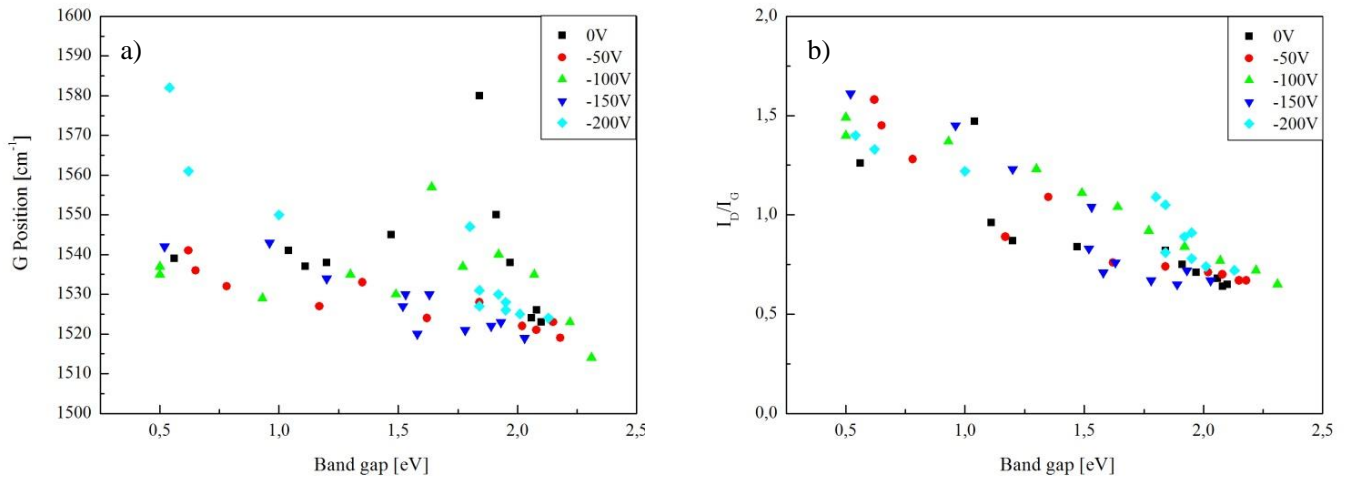 a)
1600
1590
1580
1570
1560
1550
1540
1530
1520
1510
1500
G Position [cm⁻¹]
0,5 1,0 1,5 2,0 2,5
Band gap [eV]
0V
-50V
-100V
-150V
-200V
b)
2,0
1,5
1,0
0,5
0,0
I_D/I_G
0,5 1,0 1,5 2,0 2,5
Band gap [eV]
0V
-50V
-100V
-150V
-200V